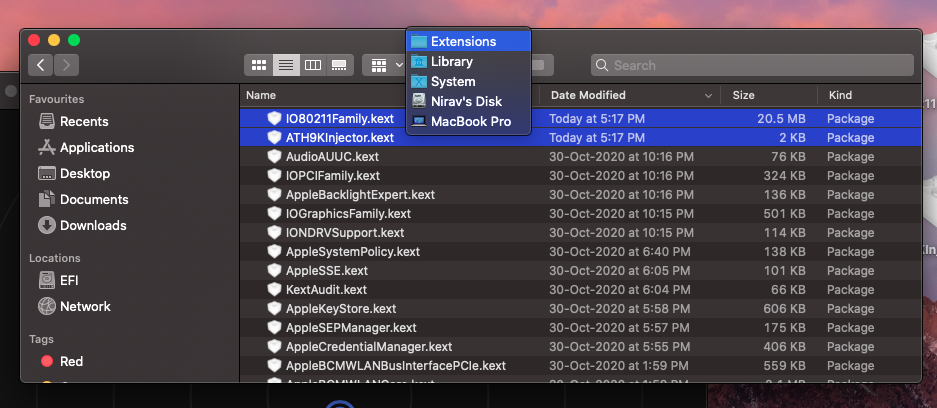 Extensions
Library
System
Nirav's Disk
MacBook Pro
Search
Favourites
Recents
Applications
Desktop
Documents
Downloads
Locations
EFI
Network
Tags
Red
Name Date Modified Size Kind
IO80211Family.kext Today at 5:17 PM 20.5 MB Package
ATH9KInjector.kext Today at 5:17 PM 2 KB Package
AudioAUUC.kext 30-Oct-2020 at 10:16 PM 76 KB Package
IOPCIFamily.kext 30-Oct-2020 at 10:16 PM 324 KB Package
AppleBacklightExpert.kext 30-Oct-2020 at 10:16 PM 136 KB Package
IOGraphicsFamily.kext 30-Oct-2020 at 10:15 PM 501 KB Package
IONDRVSupport.kext 30-Oct-2020 at 10:15 PM 114 KB Package
AppleSystemPolicy.kext 30-Oct-2020 at 6:40 PM 138 KB Package
AppleSSE.kext 30-Oct-2020 at 6:05 PM 101 KB Package
KextAudit.kext 30-Oct-2020 at 6:04 PM 66 KB Package
AppleKeyStore.kext 30-Oct-2020 at 5:58 PM 606 KB Package
AppleSEPManager.kext 30-Oct-2020 at 5:57 PM 175 KB Package
AppleCredentialManager.kext 30-Oct-2020 at 5:55 PM 406 KB Package
AppleBCMWLANBusInterfacePCIe.kext 30-Oct-2020 at 1:59 PM 559 KB Package